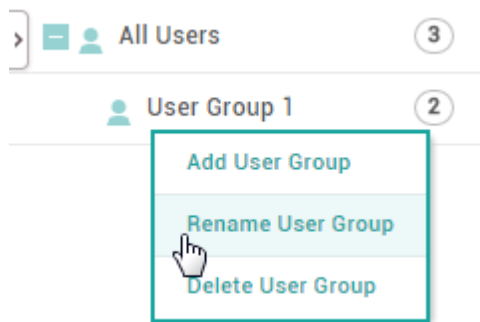 All Users 3
User Group 1 2
Add User Group
Rename User Group
Delete User Group